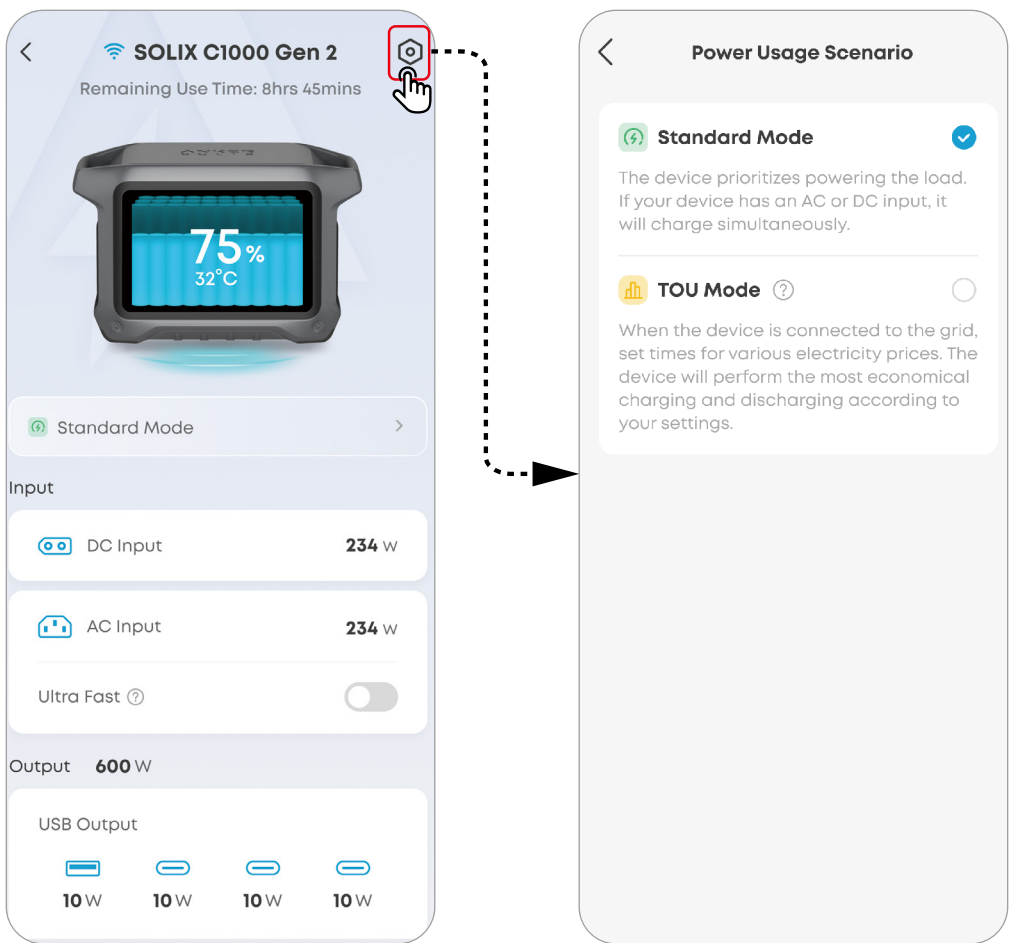 SOLIX C1000 Gen 2
Remaining Use Time: 8hrs 45mins
ANKER
SOLIX
75%
32°C
Standard Mode
Input
DC Input 234 W
AC Input 234 W
Ultra Fast ?
Output 600 W
USB Output
10 W 10 W 10 W 10 W
Power Usage Scenario
Standard Mode
The device prioritizes powering the load.
If your device has an AC or DC input, it
will charge simultaneously.
TOU Mode ?
When the device is connected to the grid,
set times for various electricity prices. The
device will perform the most economical
charging and discharging according to
your settings.